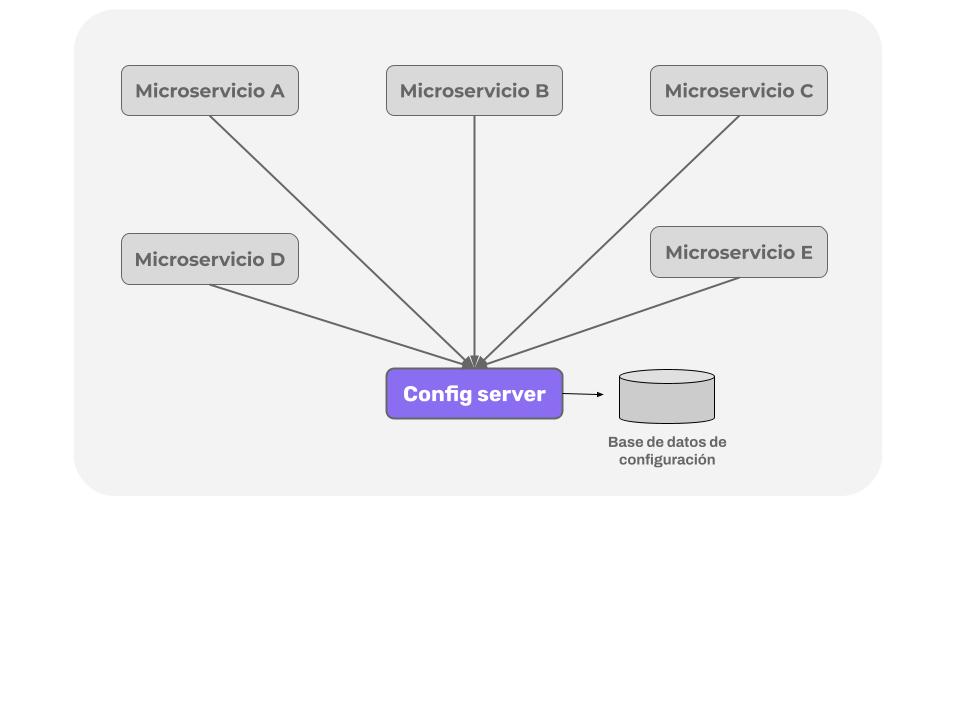 Microservicio A
Microservicio B
Microservicio C
Microservicio D
Microservicio E
Config server
Base de datos de
configuración